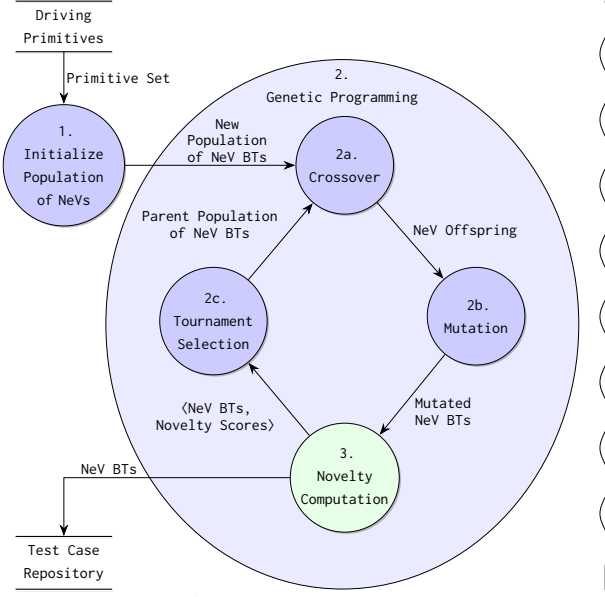 Driving
Primitives
Primitive Set
1.
Initialize
Population
of NeVs
2.
Genetic Programming
New
Population
of NeV BTs
2a.
Crossover
Parent Population
of NeV BTs
NeV Offspring
2c.
Tournament
Selection
2b.
Mutation
⟨NeV BTs,
Novelty Scores⟩
Mutated
NeV BTs
3.
Novelty
Computation
NeV BTs
Test Case
Repository